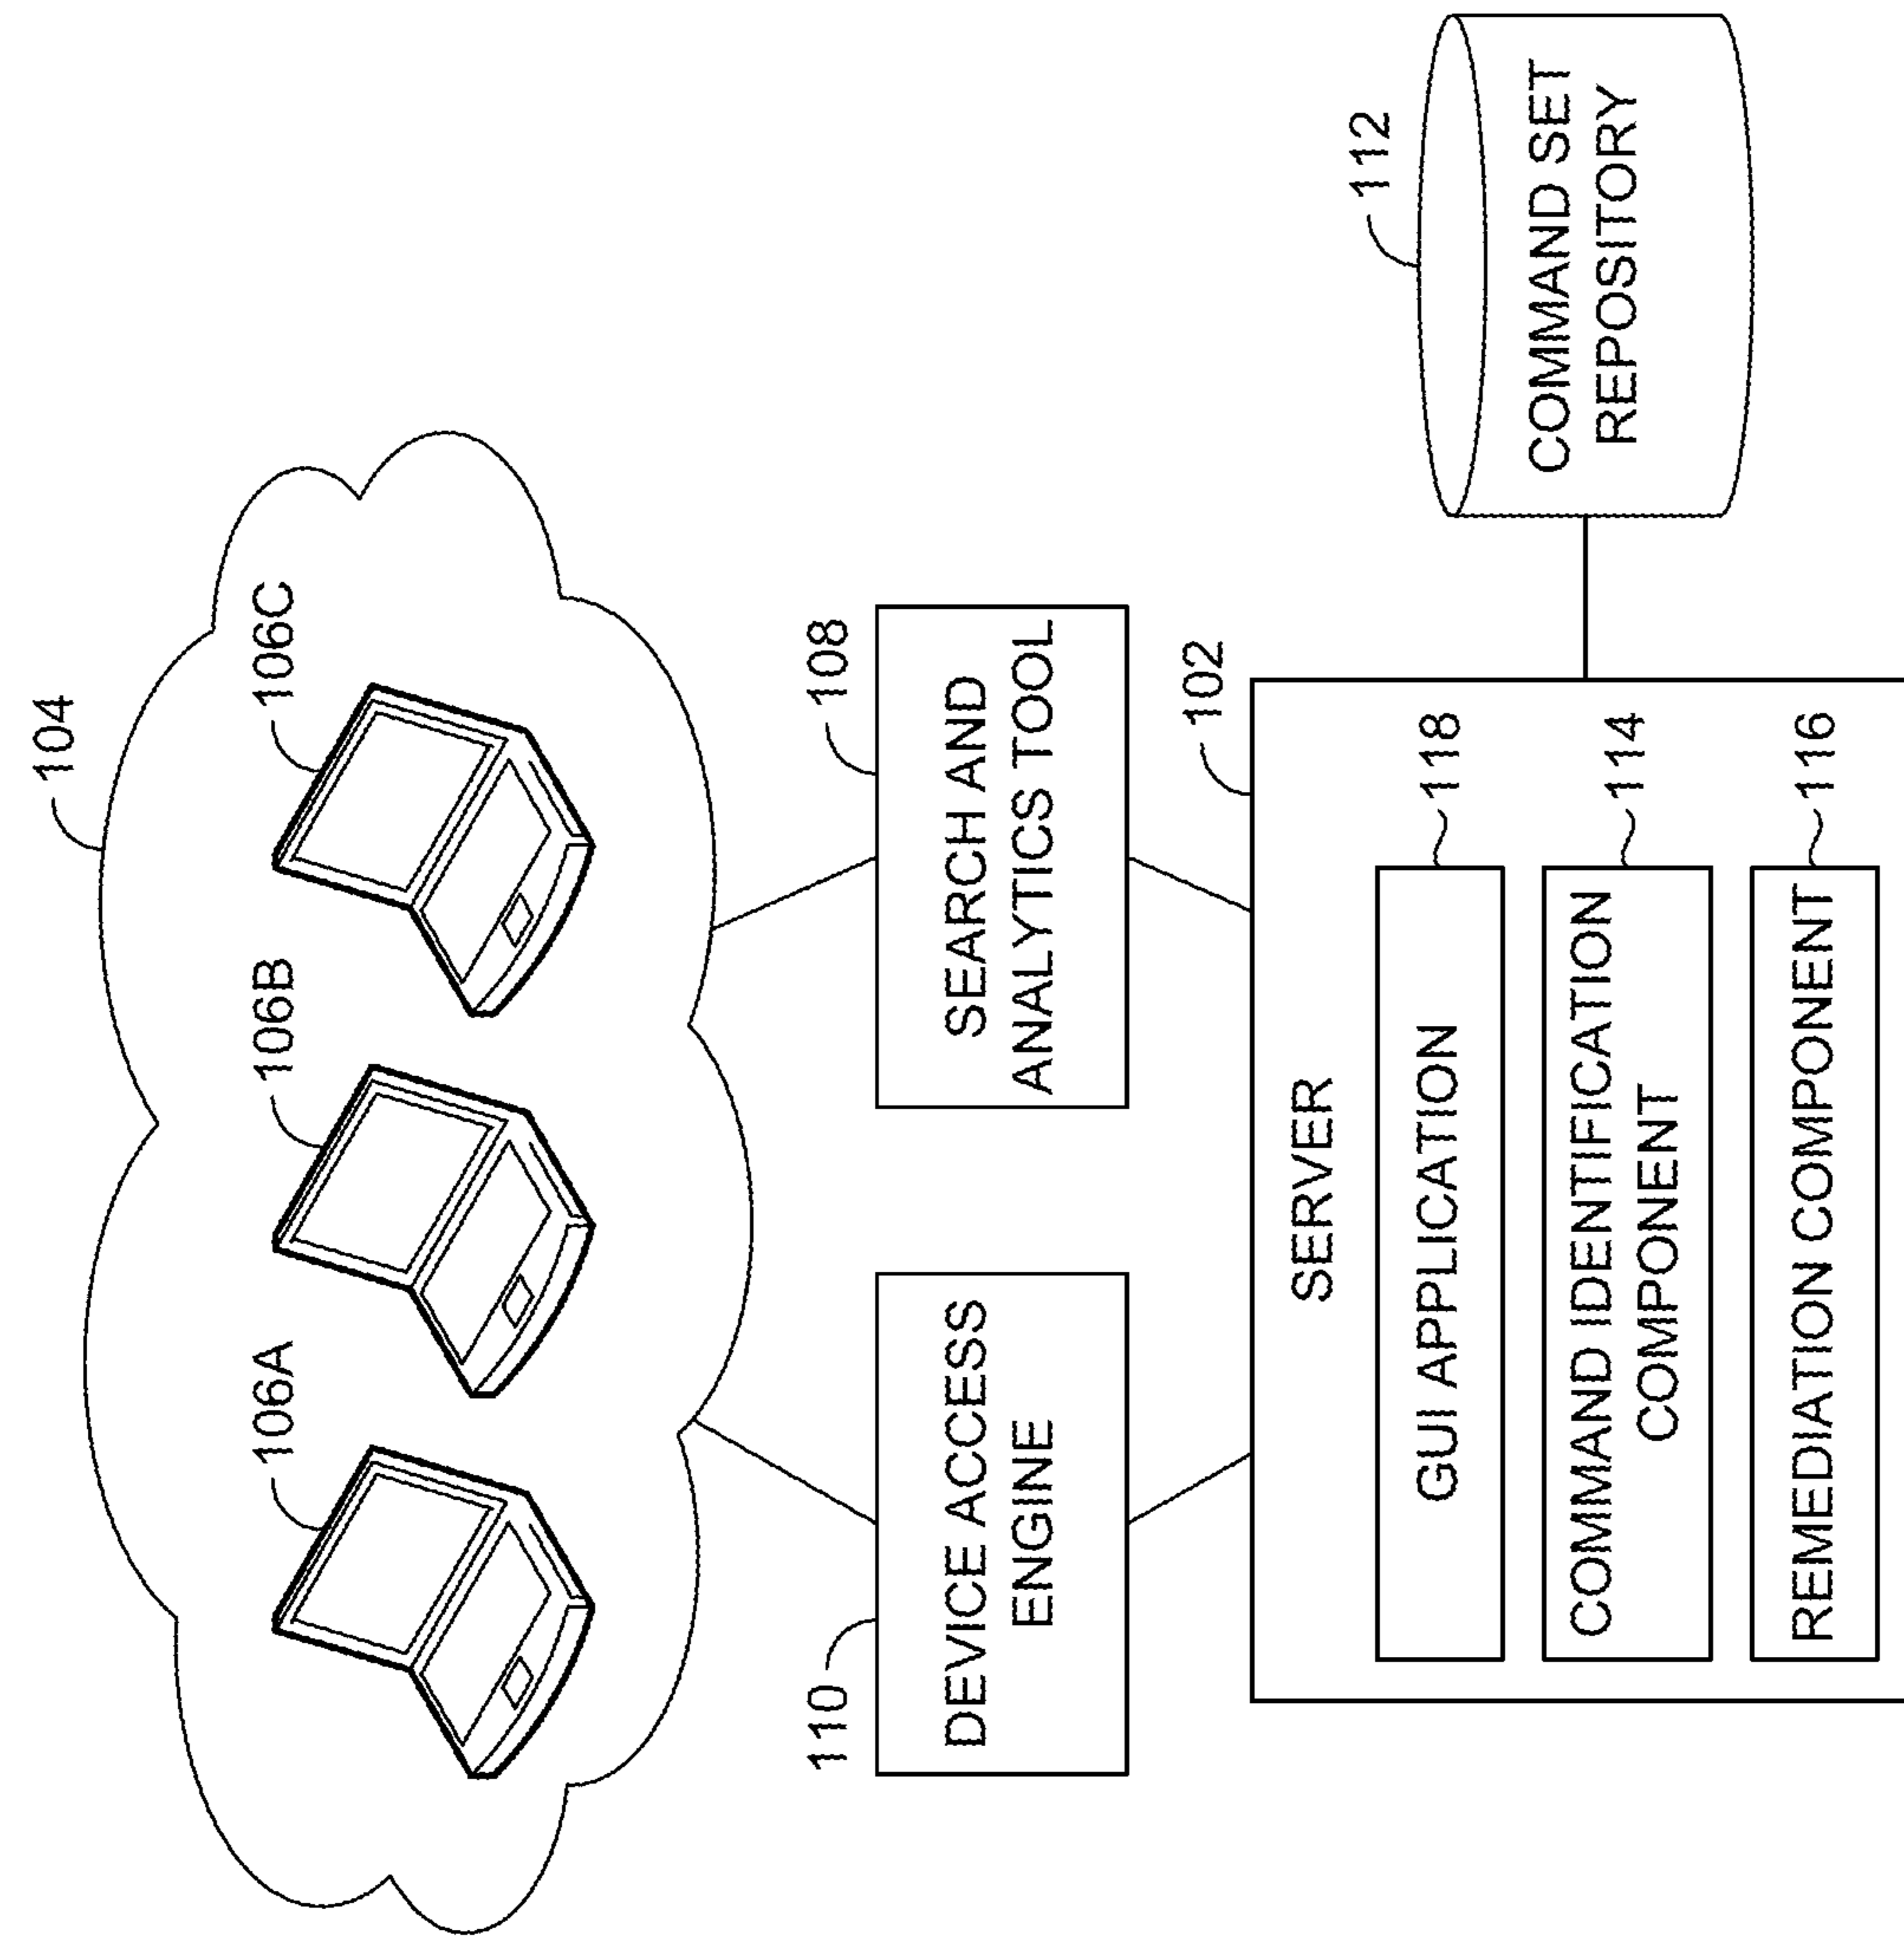 104
106A
106B
106C
110
DEVICE ACCESS
ENGINE
108
SEARCH AND
ANALYTICS TOOL
102
SERVER
GUI APPLICATION
118
COMMAND IDENTIFICATION
COMPONENT
114
REMEDIATION COMPONENT
116
112
COMMAND SET
REPOSITORY